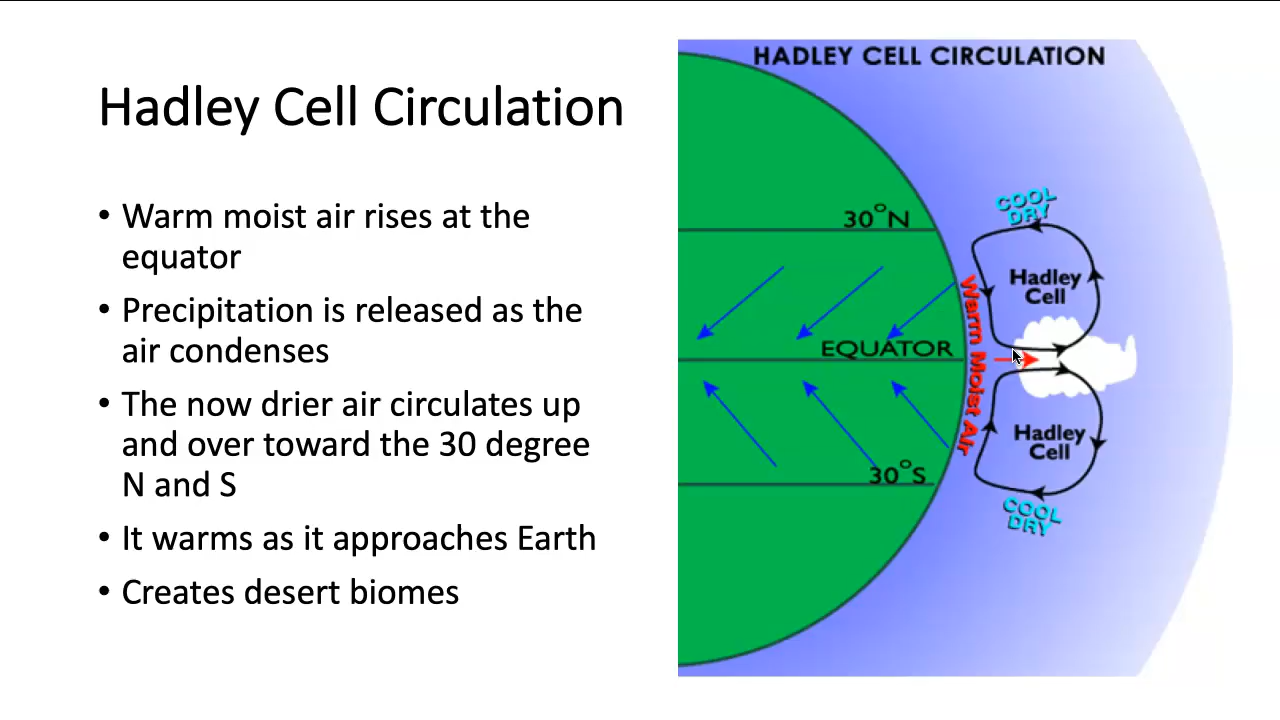 Hadley Cell Circulation
• Warm moist air rises at the
equator
• Precipitation is released as the
air condenses
• The now drier air circulates up
and over toward the 30 degree
N and S
• It warms as it approaches Earth
• Creates desert biomes
HADLEY CELL CIRCULATION
COOL
DRY
30°N
Hadley
Cell
Warm Moist Air
EQUATOR
Hadley
Cell
30°S
COOL
DRY